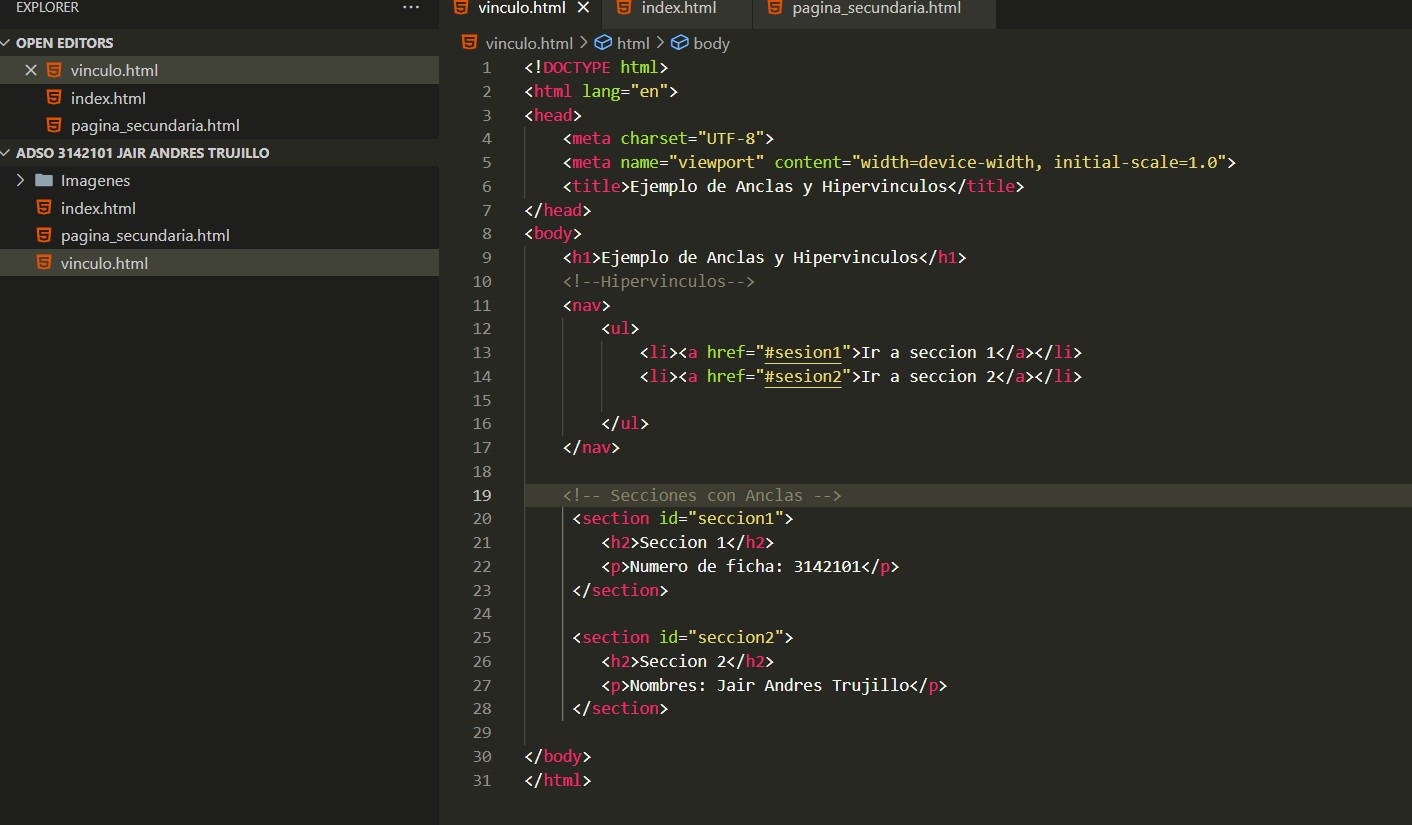 EXPLORER
···
OPEN EDITORS
vinculo.html
index.html
pagina_secundaria.html
ADSO 3142101 JAIR ANDRES TRUJILLO
Imagenes
index.html
pagina_secundaria.html
vinculo.html
vinculo.html index.html pagina_secundaria.html
vinculo.html > html > body
1 <!DOCTYPE html>
2 <html lang="en">
3 <head>
4 <meta charset="UTF-8">
5 <meta name="viewport" content="width=device-width, initial-scale=1.0">
6 <title>Ejemplo de Anclas y Hipervinculos</title>
7 </head>
8 <body>
9 <h1>Ejemplo de Anclas y Hipervinculos</h1>
10 <!--Hipervinculos-->
11 <nav>
12 <ul>
13 <li><a href="#sesion1">Ir a seccion 1</a></li>
14 <li><a href="#sesion2">Ir a seccion 2</a></li>
15
16 </ul>
17 </nav>
18
19 <!-- Secciones con Anclas -->
20 <section id="seccion1">
21 <h2>Seccion 1</h2>
22 <p>Numero de ficha: 3142101</p>
23 </section>
24
25 <section id="seccion2">
26 <h2>Seccion 2</h2>
27 <p>Nombres: Jair Andres Trujillo</p>
28 </section>
29
30 </body>
31 </html>